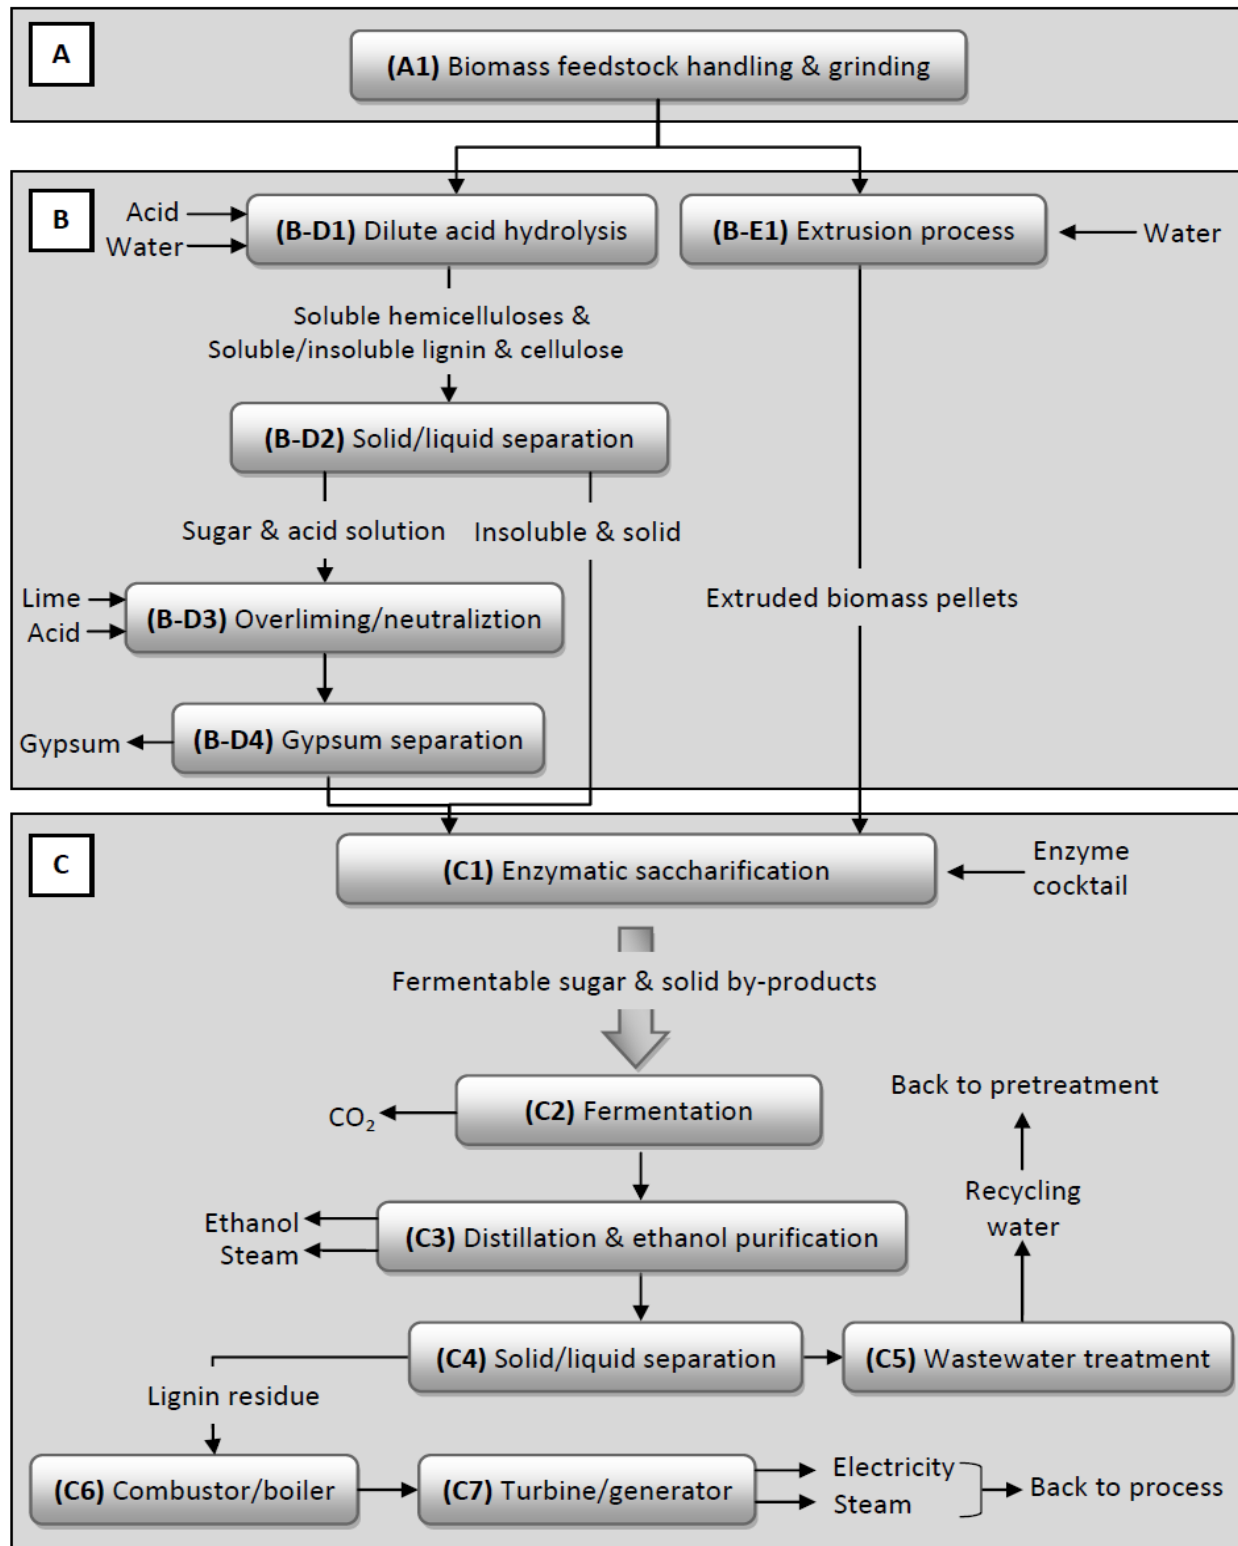 A
(A1) Biomass feedstock handling & grinding
B
Acid
Water
(B-D1) Dilute acid hydrolysis
(B-E1) Extrusion process
Water
Soluble hemicelluloses &
Soluble/insoluble lignin & cellulose
(B-D2) Solid/liquid separation
Sugar & acid solution
Insoluble & solid
Lime
Acid
(B-D3) Overliming/neutraliztion
Extruded biomass pellets
Gypsum
(B-D4) Gypsum separation
C
(C1) Enzymatic saccharification
Enzyme
cocktail
Fermentable sugar & solid by-products
(C2) Fermentation
CO₂
Back to pretreatment
Recycling
water
Ethanol
Steam
(C3) Distillation & ethanol purification
(C4) Solid/liquid separation
(C5) Wastewater treatment
Lignin residue
(C6) Combustor/boiler
(C7) Turbine/generator
Electricity
Steam
Back to process